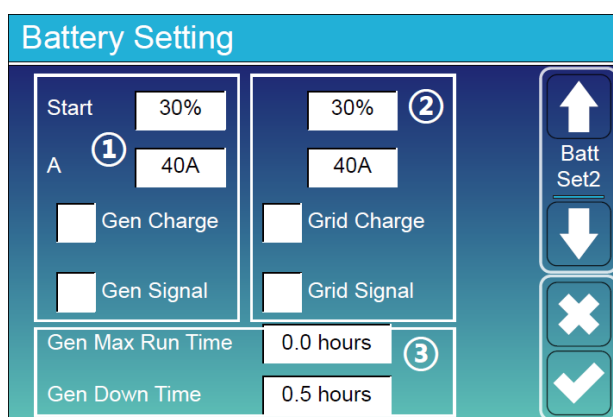 Battery Setting
Start 30% 30% ②
A ① 40A 40A
Batt
Set2
Gen Charge Grid Charge
Gen Signal Grid Signal
Gen Max Run Time 0.0 hours ③
Gen Down Time 0.5 hours